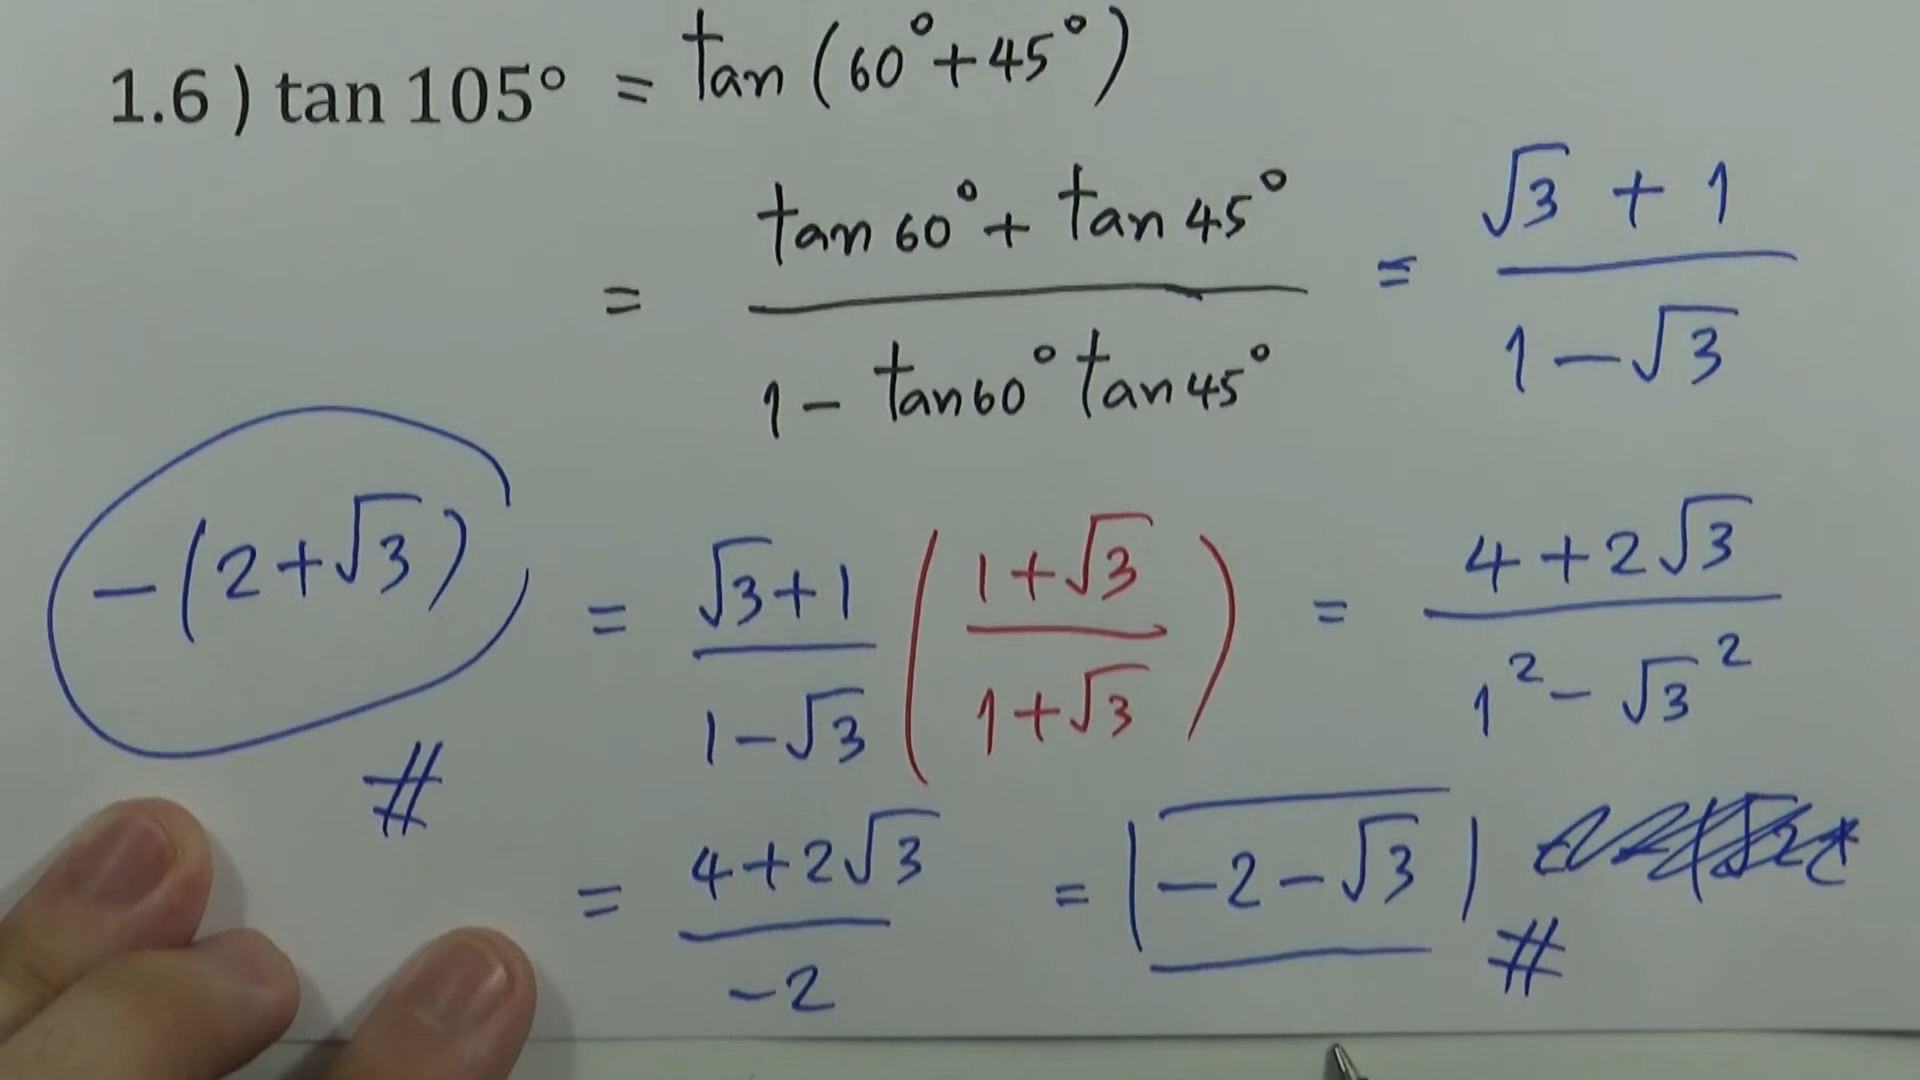 1.6 ) tan 105° = tan (60° + 45°)
= (tan 60° + tan 45°) / (1 - tan 60° tan 45°) = (√3 + 1) / (1 - √3)
= (√3 + 1) / (1 - √3) ((1 + √3) / (1 + √3)) = (4 + 2√3) / (1² - √3²)
= (4 + 2√3) / -2 = |-2 - √3| #
-(2 + √3) #